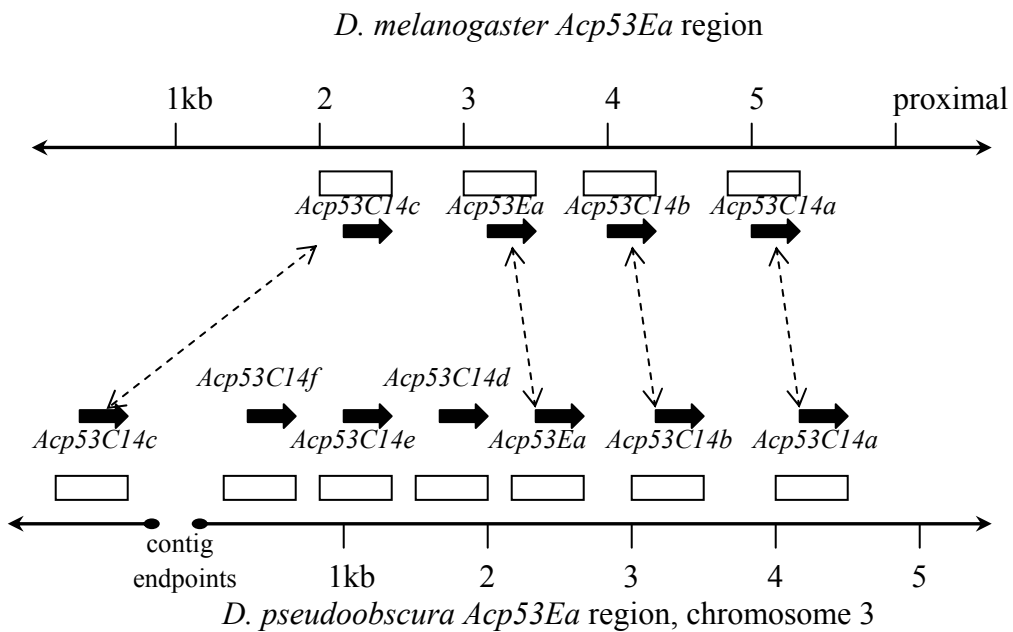 D. melanogaster Acp53Ea region
1kb 2 3 4 5 proximal
Acp53C14c Acp53Ea Acp53C14b Acp53C14a
Acp53C14f Acp53C14d
Acp53C14c Acp53C14e Acp53Ea Acp53C14b Acp53C14a
contig
endpoints
1kb 2 3 4 5
D. pseudoobscura Acp53Ea region, chromosome 3